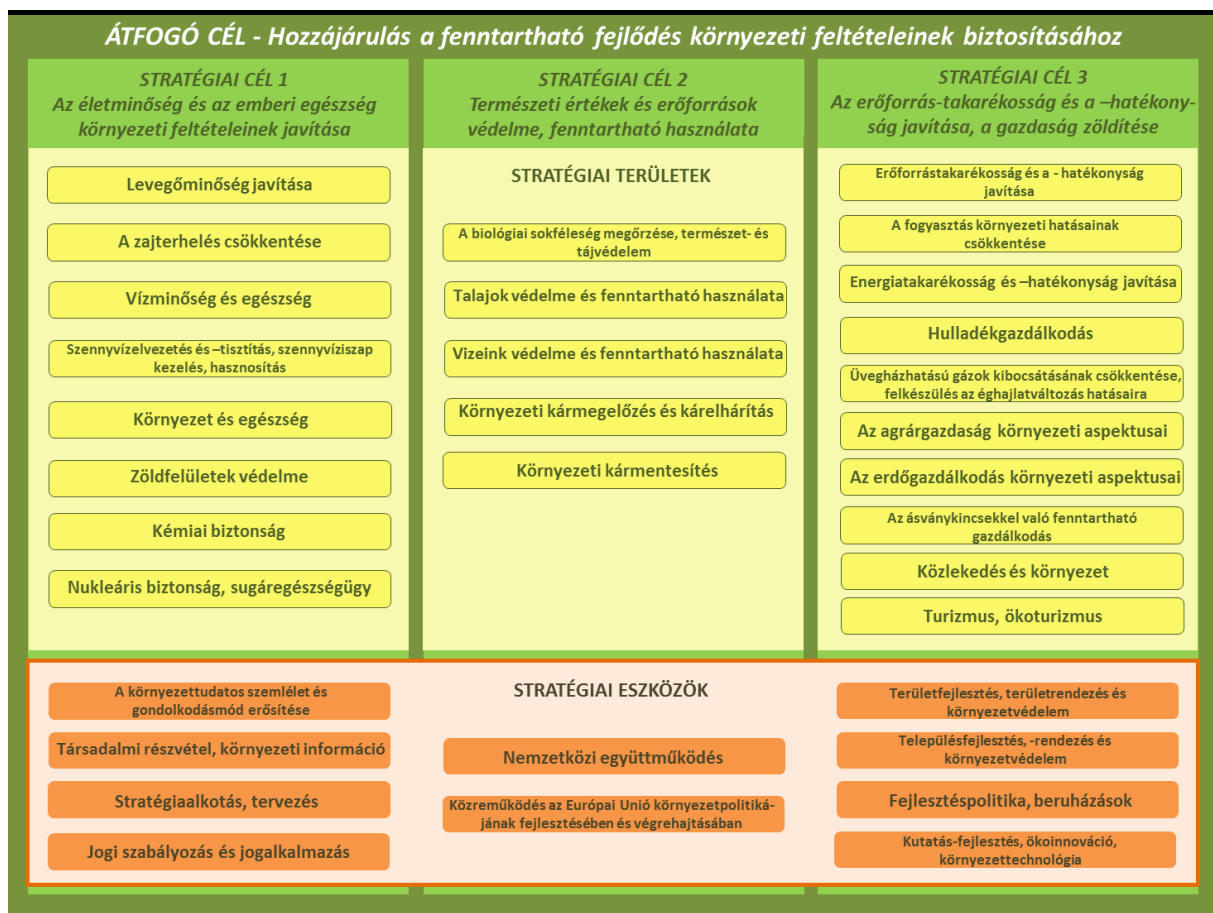 ÁTFOGÓ CÉL - Hozzájárulás a fenntartható fejlődés környezeti feltételeinek biztosításához
STRATÉGIAI CÉL 1
Az életminőség és az emberi egészség
környezeti feltételeinek javítása
Levegőminőség javítása
A zajterhelés csökkentése
Vízminőség és egészség
Szennyvízelvezetés és –tisztítás, szennyvíziszap
kezelés, hasznosítás
Környezet és egészség
Zöldfelületek védelme
Kémiai biztonság
Nukleáris biztonság, sugáregészségügy
STRATÉGIAI CÉL 2
Természeti értékek és erőforrások
védelme, fenntartható használata
STRATÉGIAI TERÜLETEK
A biológiai sokféleség megőrzése, természet- és
tájvédelem
Talajok védelme és fenntartható használata
Vizeink védelme és fenntartható használata
Környezeti kármegelőzés és kárelhárítás
Környezeti kármentesítés
STRATÉGIAI CÉL 3
Az erőforrás-takarékosság és a –hatékony-
ság javítása, a gazdaság zöldítése
Erőforrástakarékosság és a - hatékonyság
javítása
A fogyasztás környezeti hatásainak
csökkentése
Energiatakarékosság és –hatékonyság javítása
Hulladékgazdálkodás
Üvegházhatású gázok kibocsátásának csökkentése,
felkészülés az éghajlatváltozás hatásaira
Az agrárgazdaság környezeti aspektusai
Az erdőgazdálkodás környezeti aspektusai
Az ásványkincsekkel való fenntartható
gazdálkodás
Közlekedés és környezet
Turizmus, ökoturizmus
A környezettudatos szemlélet és
gondolkodásmód erősítése
Társadalmi részvétel, környezeti információ
Stratégiaalkotás, tervezés
Jogi szabályozás és jogalkalmazás
STRATÉGIAI ESZKÖZÖK
Nemzetközi együttműködés
Közreműködés az Európai Unió környezetpolitiká-
jának fejlesztésében és végrehajtásában
Területfejlesztés, területrendezés és
környezetvédelem
Településfejlesztés, -rendezés és
környezetvédelem
Fejlesztéspolitika, beruházások
Kutatás-fejlesztés, ökoinnováció,
környezettechnológia